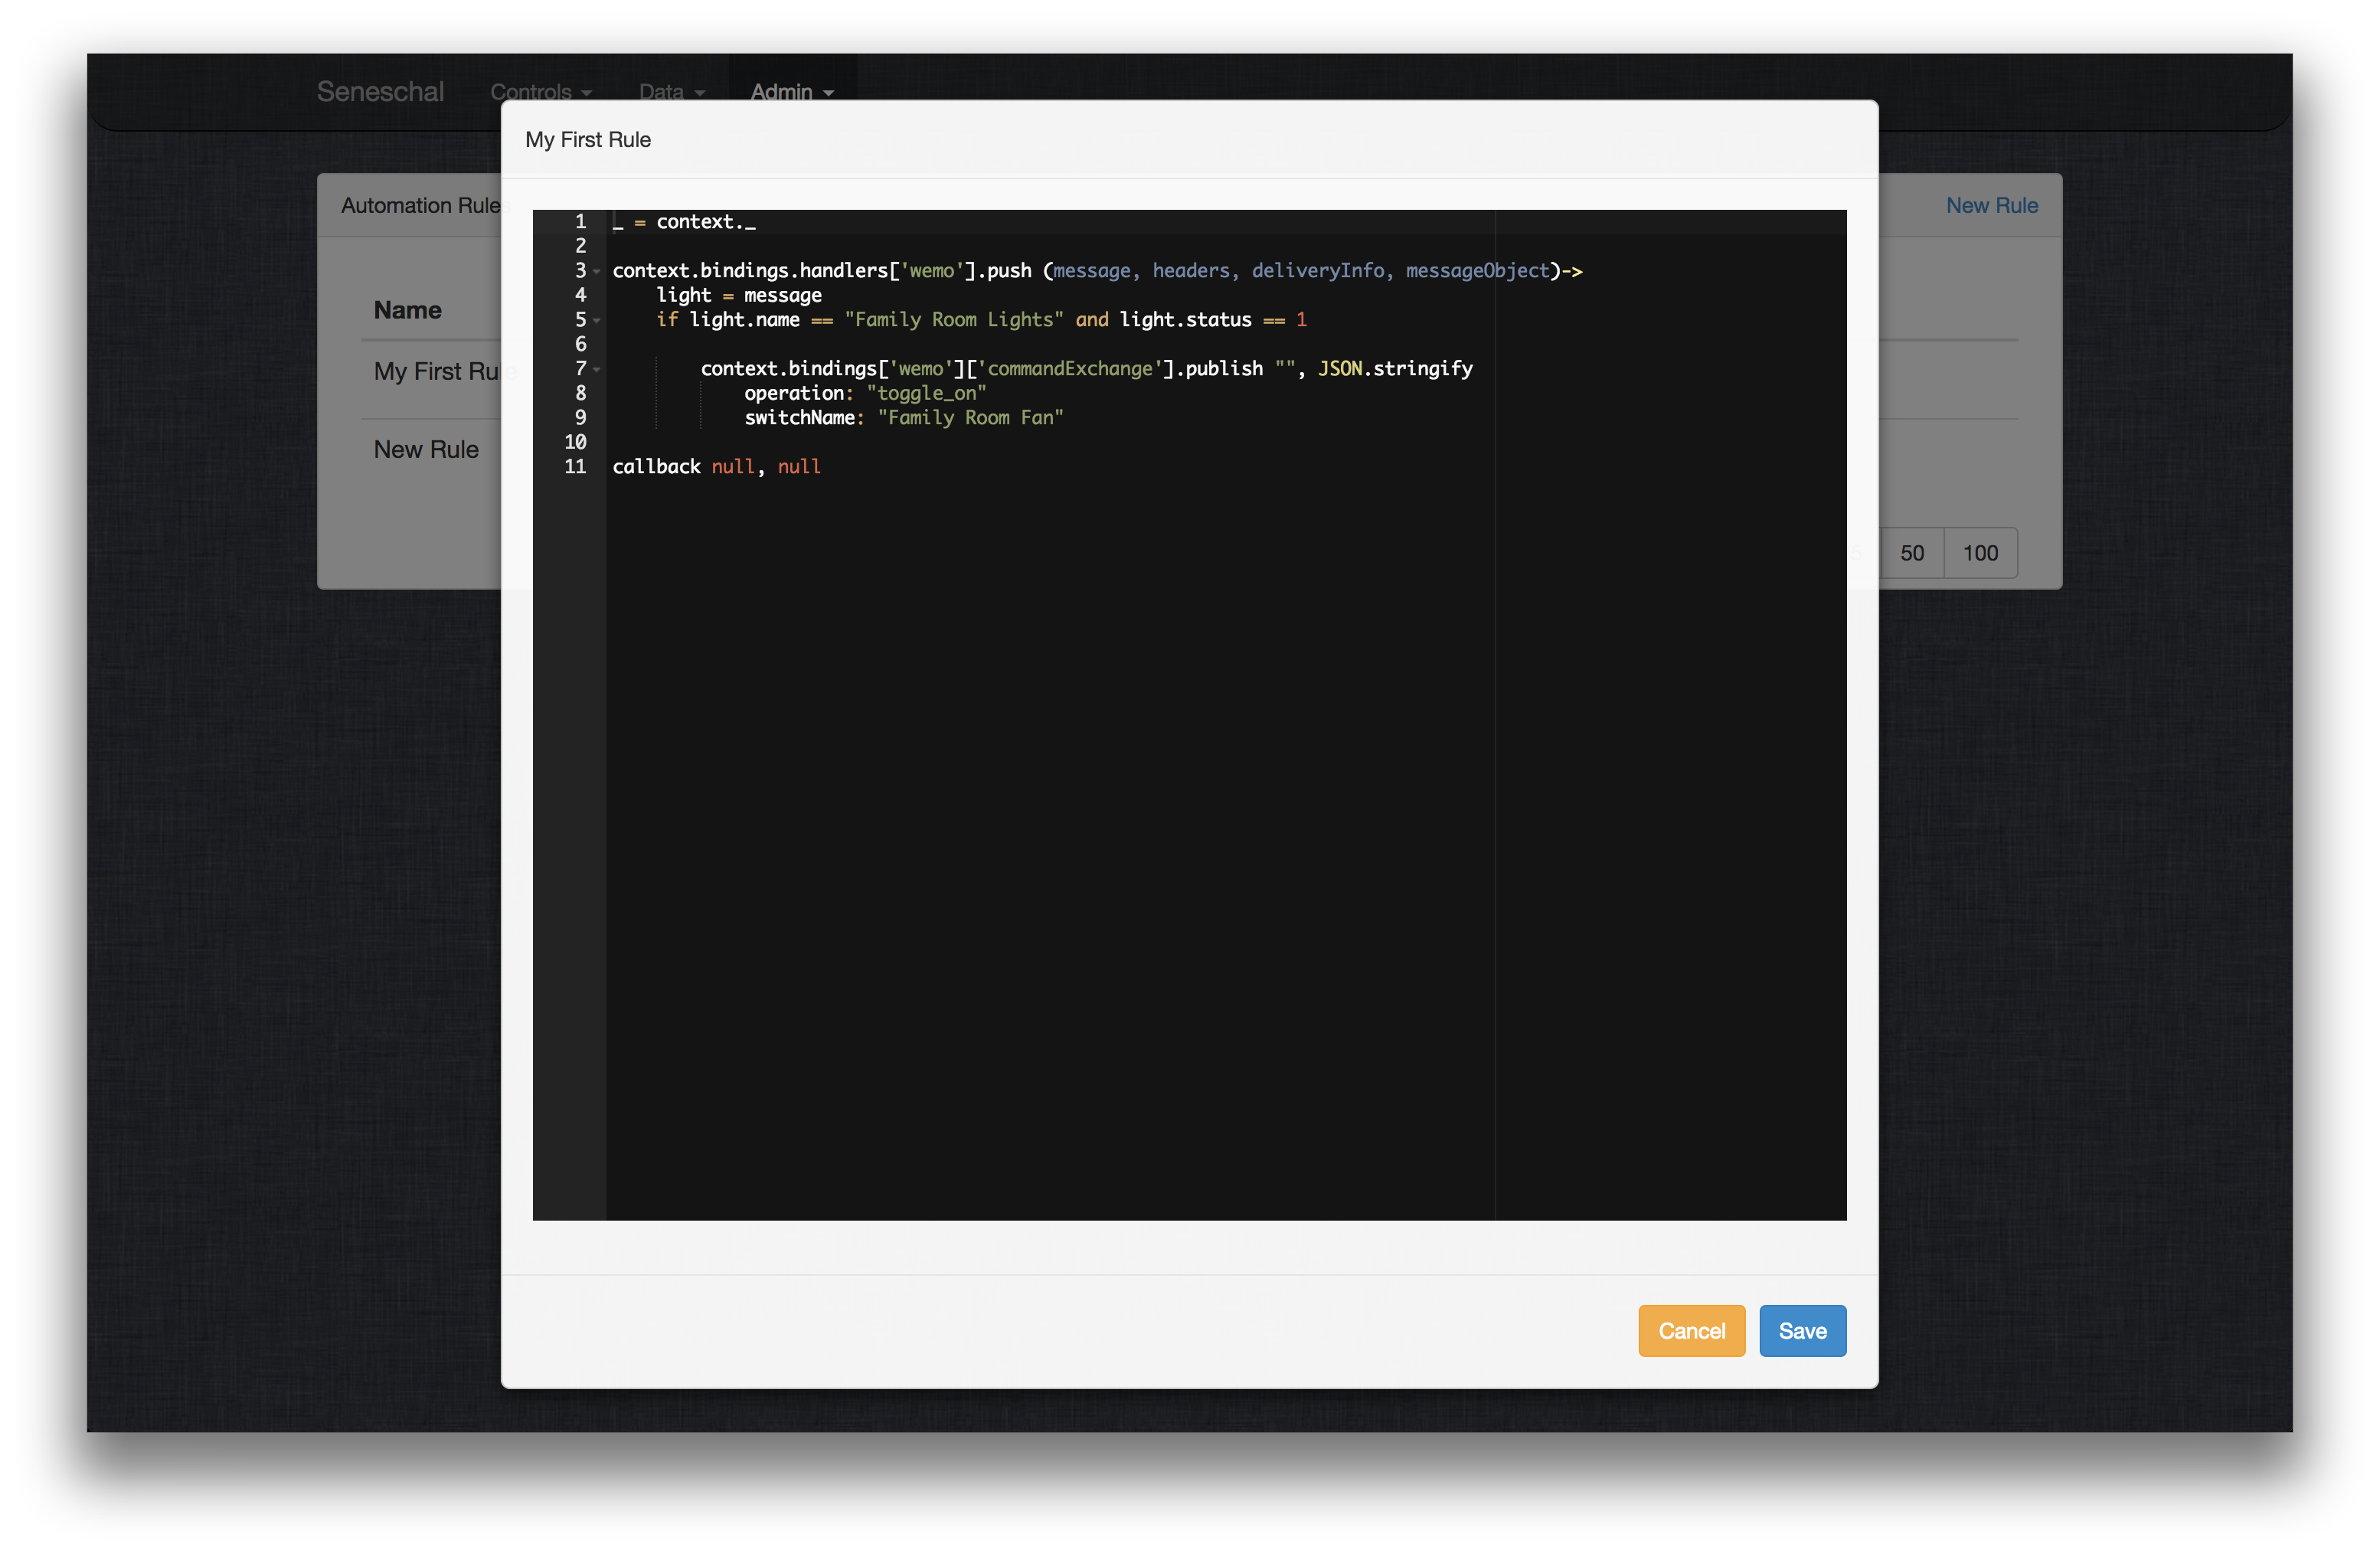 Seneschal Controls Data Admin
My First Rule
Automation Rules
New Rule
Name
My First Rule
New Rule
50 100
1 _ = context._
2
3 context.bindings.handlers['wemo'].push (message, headers, deliveryInfo, messageObject)->
4 light = message
5 if light.name == "Family Room Lights" and light.status == 1
6
7 context.bindings['wemo']['commandExchange'].publish "", JSON.stringify
8 operation: "toggle_on"
9 switchName: "Family Room Fan"
10
11 callback null, null
Cancel Save